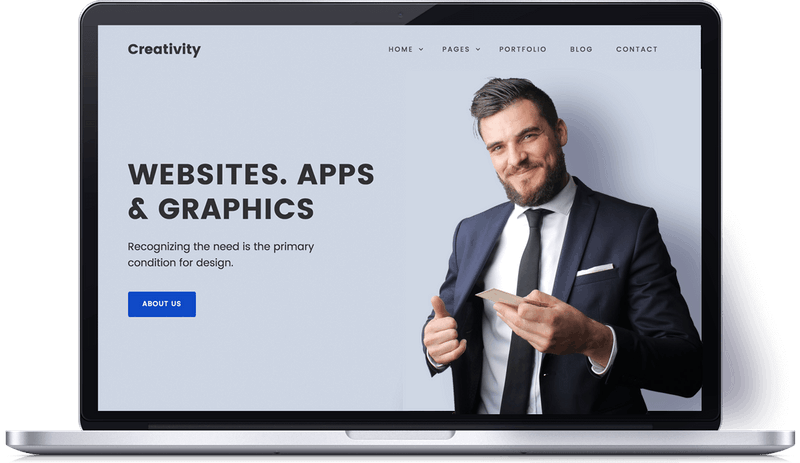 Creativity
HOME PAGES PORTFOLIO BLOG CONTACT
WEBSITES. APPS
& GRAPHICS
Recognizing the need is the primary
condition for design.
ABOUT US